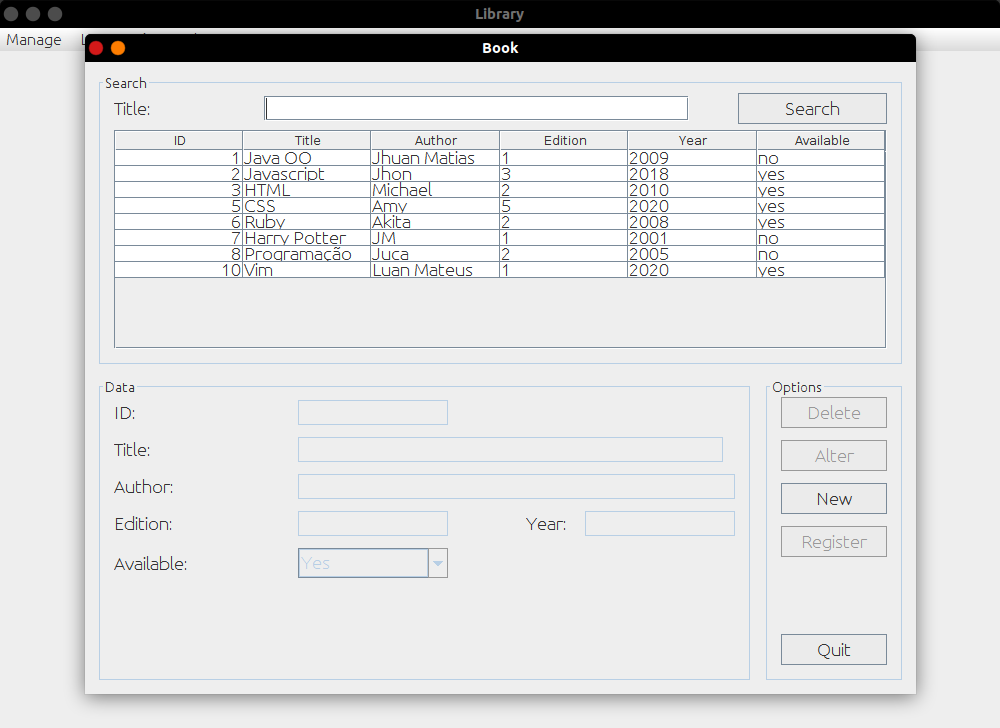 Library
Manage
Book
Search
Title:
Search
ID Title Author Edition Year Available
1 Java OO Jhuan Matias 1 2009 no
2 Javascript Jhon 3 2018 yes
3 HTML Michael 2 2010 yes
5 CSS Amy 5 2020 yes
6 Ruby Akita 2 2008 yes
7 Harry Potter JM 1 2001 no
8 Programação Juca 2 2005 no
10 Vim Luan Mateus 1 2020 yes
Data
ID:
Title:
Author:
Edition: Year:
Available: Yes
Options
Delete
Alter
New
Register
Quit